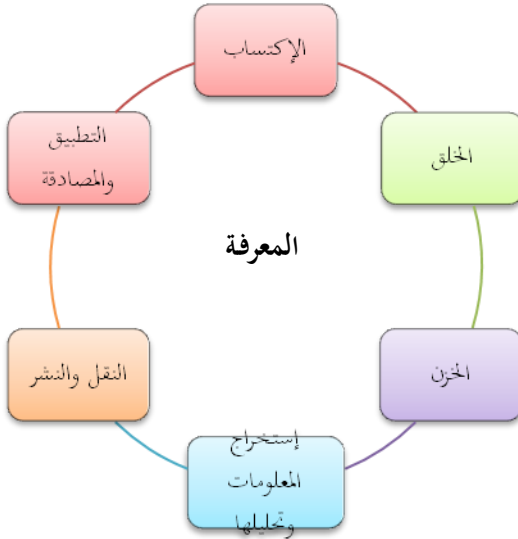 الإكتساب
الخلق
الخزن
إستخراج
المعلومات
وتحليلها
النقل والنشر
التطبيق
والمصادقة
المعرفة